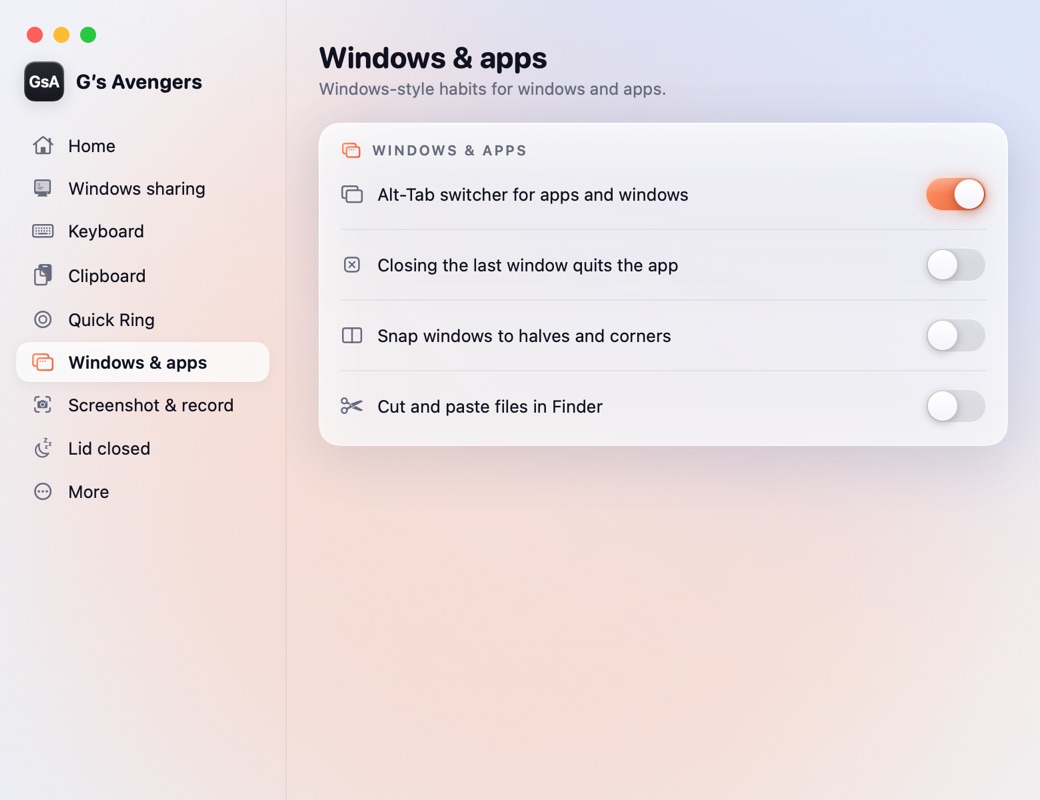 GsA
G's Avengers
Home
Windows sharing
Keyboard
Clipboard
Quick Ring
Windows & apps
Screenshot & record
Lid closed
More
Windows & apps
Windows-style habits for windows and apps.
WINDOWS & APPS
Alt-Tab switcher for apps and windows
Closing the last window quits the app
Snap windows to halves and corners
Cut and paste files in Finder